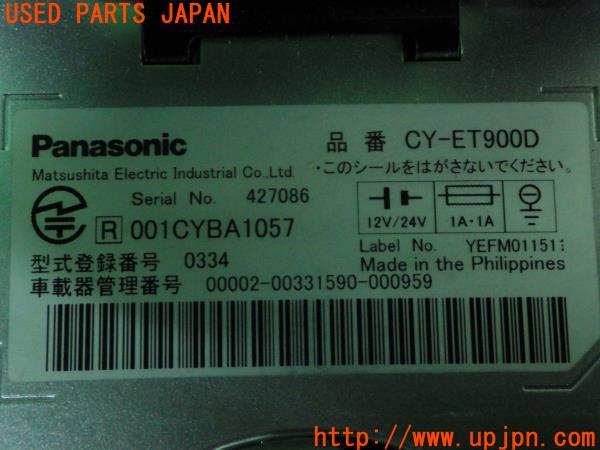 USED PARTS JAPAN
Panasonic
品番 CY-ET900D
Matsushita Electric Industrial Co.,Ltd.
・このシールをはがさないでください。
Serial No. 427086
R 001CYBA1057
12V/24V
1A・1A
Label No.
型式登録番号 0334
Made in the Philippines
車載器管理番号 00002-00331590-000959
UPJ
http://www.upjpn.com